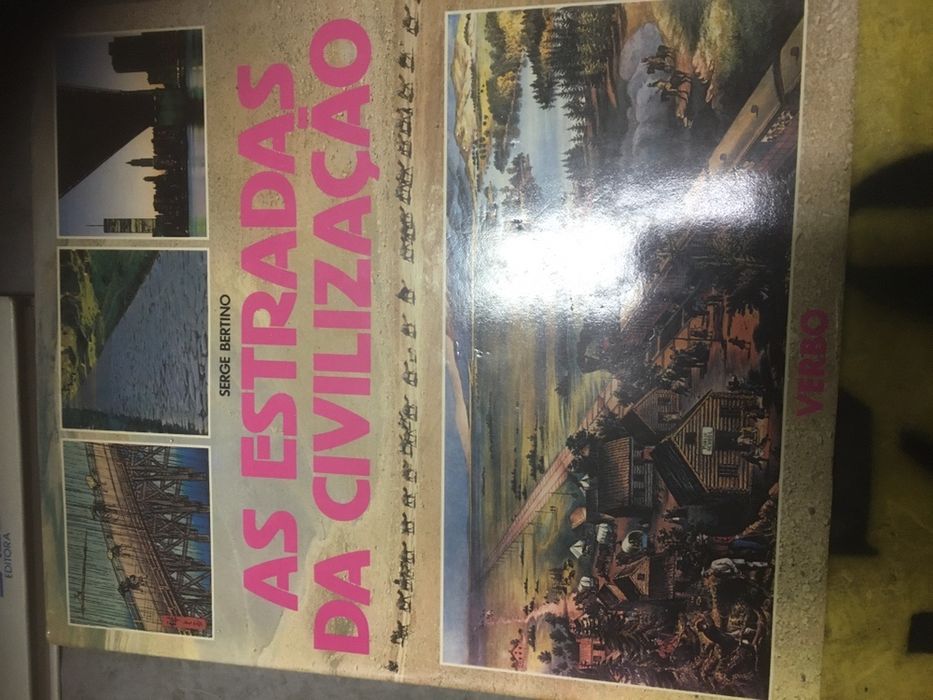 SERGE BERTINO
AS ESTRADAS
DA CIVILIZAÇÃO
VERBO
EDITORA